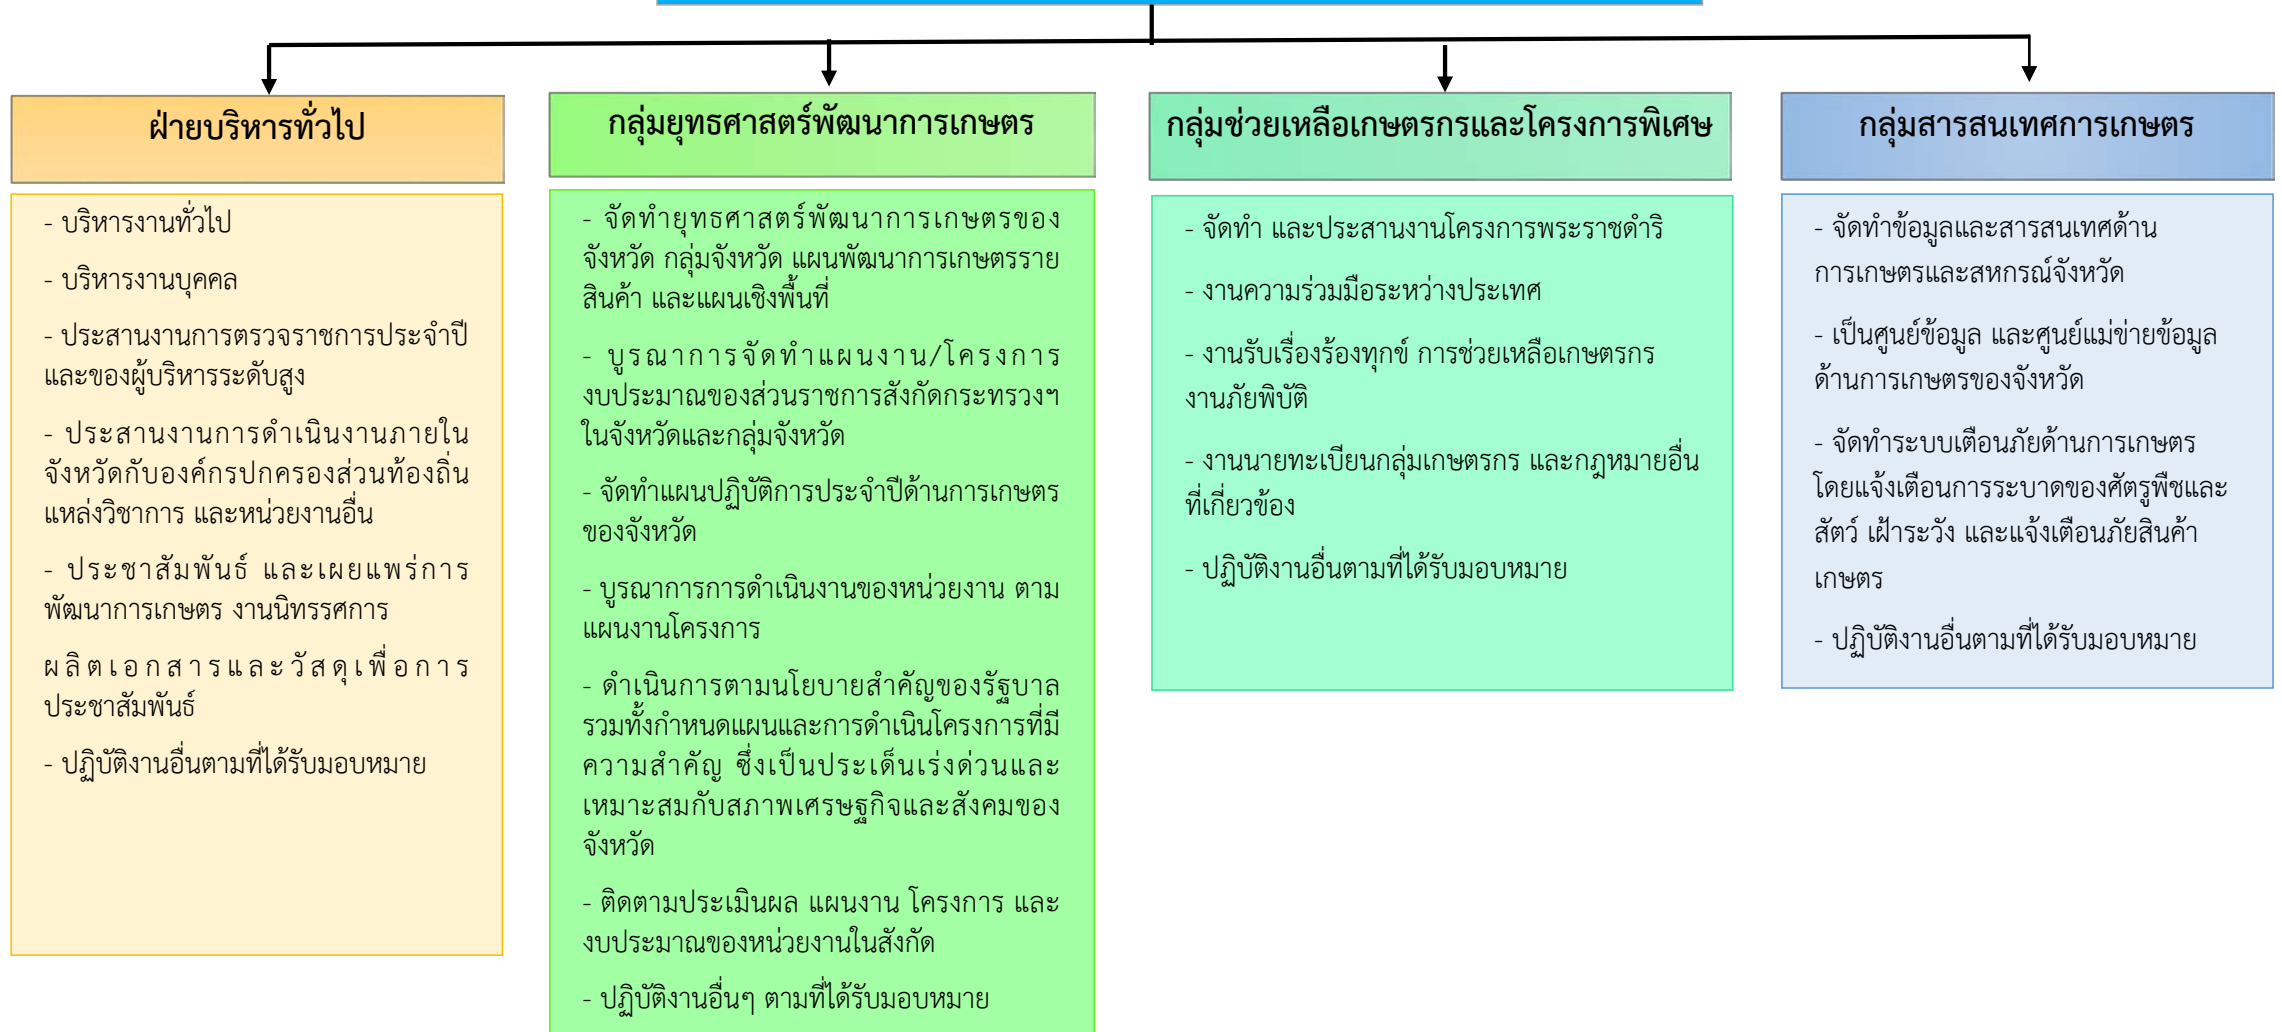 ฝ่ายบริหารทั่วไป
- บริหารงานทั่วไป
- บริหารงานบุคคล
- ประสานงานการตรวจราชการประจำปี
และของผู้บริหารระดับสูง
- ประสานงานการดำเนินงานภายใน
จังหวัดกับองค์กรปกครองส่วนท้องถิ่น
แหล่งวิชาการ และหน่วยงานอื่น
- ประชาสัมพันธ์ และเผยแพร่การ
พัฒนาการเกษตร งานนิทรรศการ
ผลิตเอกสารและวัสดุเพื่อการ
ประชาสัมพันธ์
- ปฏิบัติงานอื่นตามที่ได้รับมอบหมาย
กลุ่มยุทธศาสตร์พัฒนาการเกษตร
- จัดทำยุทธศาสตร์พัฒนาการเกษตรของ
จังหวัด กลุ่มจังหวัด แผนพัฒนาการเกษตรราย
สินค้า และแผนเชิงพื้นที่
- บูรณาการจัดทำแผนงาน/โครงการ
งบประมาณของส่วนราชการสังกัดกระทรวงฯ
ในจังหวัดและกลุ่มจังหวัด
- จัดทำแผนปฏิบัติการประจำปีด้านการเกษตร
ของจังหวัด
- บูรณาการการดำเนินงานของหน่วยงาน ตาม
แผนงานโครงการ
- ดำเนินการตามนโยบายสำคัญของรัฐบาล
รวมทั้งกำหนดแผนและการดำเนินโครงการที่มี
ความสำคัญ ซึ่งเป็นประเด็นเร่งด่วนและ
เหมาะสมกับสภาพเศรษฐกิจและสังคมของ
จังหวัด
- ติดตามประเมินผล แผนงาน โครงการ และ
งบประมาณของหน่วยงานในสังกัด
- ปฏิบัติงานอื่นๆ ตามที่ได้รับมอบหมาย
กลุ่มช่วยเหลือเกษตรกรและโครงการพิเศษ
- จัดทำ และประสานงานโครงการพระราชดำริ
- งานความร่วมมือระหว่างประเทศ
- งานรับเรื่องร้องทุกข์ การช่วยเหลือเกษตรกร
งานภัยพิบัติ
- งานนายทะเบียนกลุ่มเกษตรกร และกฎหมายอื่น
ที่เกี่ยวข้อง
- ปฏิบัติงานอื่นตามที่ได้รับมอบหมาย
กลุ่มสารสนเทศการเกษตร
- จัดทำข้อมูลและสารสนเทศด้าน
การเกษตรและสหกรณ์จังหวัด
- เป็นศูนย์ข้อมูล และศูนย์แม่ข่ายข้อมูล
ด้านการเกษตรของจังหวัด
- จัดทำระบบเตือนภัยด้านการเกษตร
โดยแจ้งเตือนการระบาดของศัตรูพืชและ
สัตว์ เฝ้าระวัง และแจ้งเตือนภัยสินค้า
เกษตร
- ปฏิบัติงานอื่นตามที่ได้รับมอบหมาย